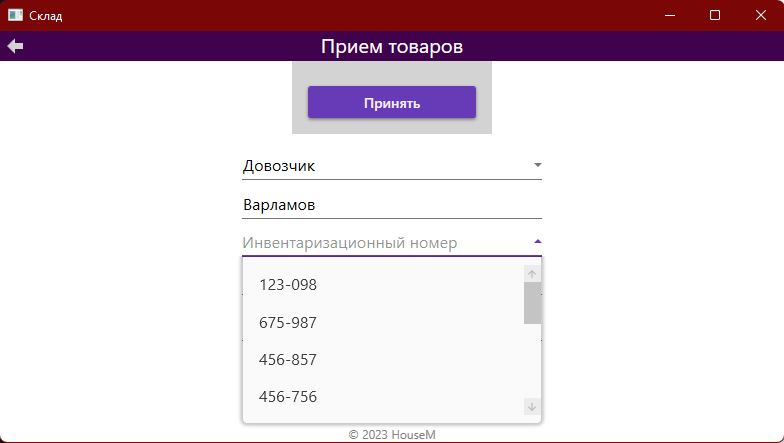 Склад
Прием товаров
Принять
Довозчик
Варламов
Инвентаризационный номер
123-098
675-987
456-857
456-756
© 2023 HouseM